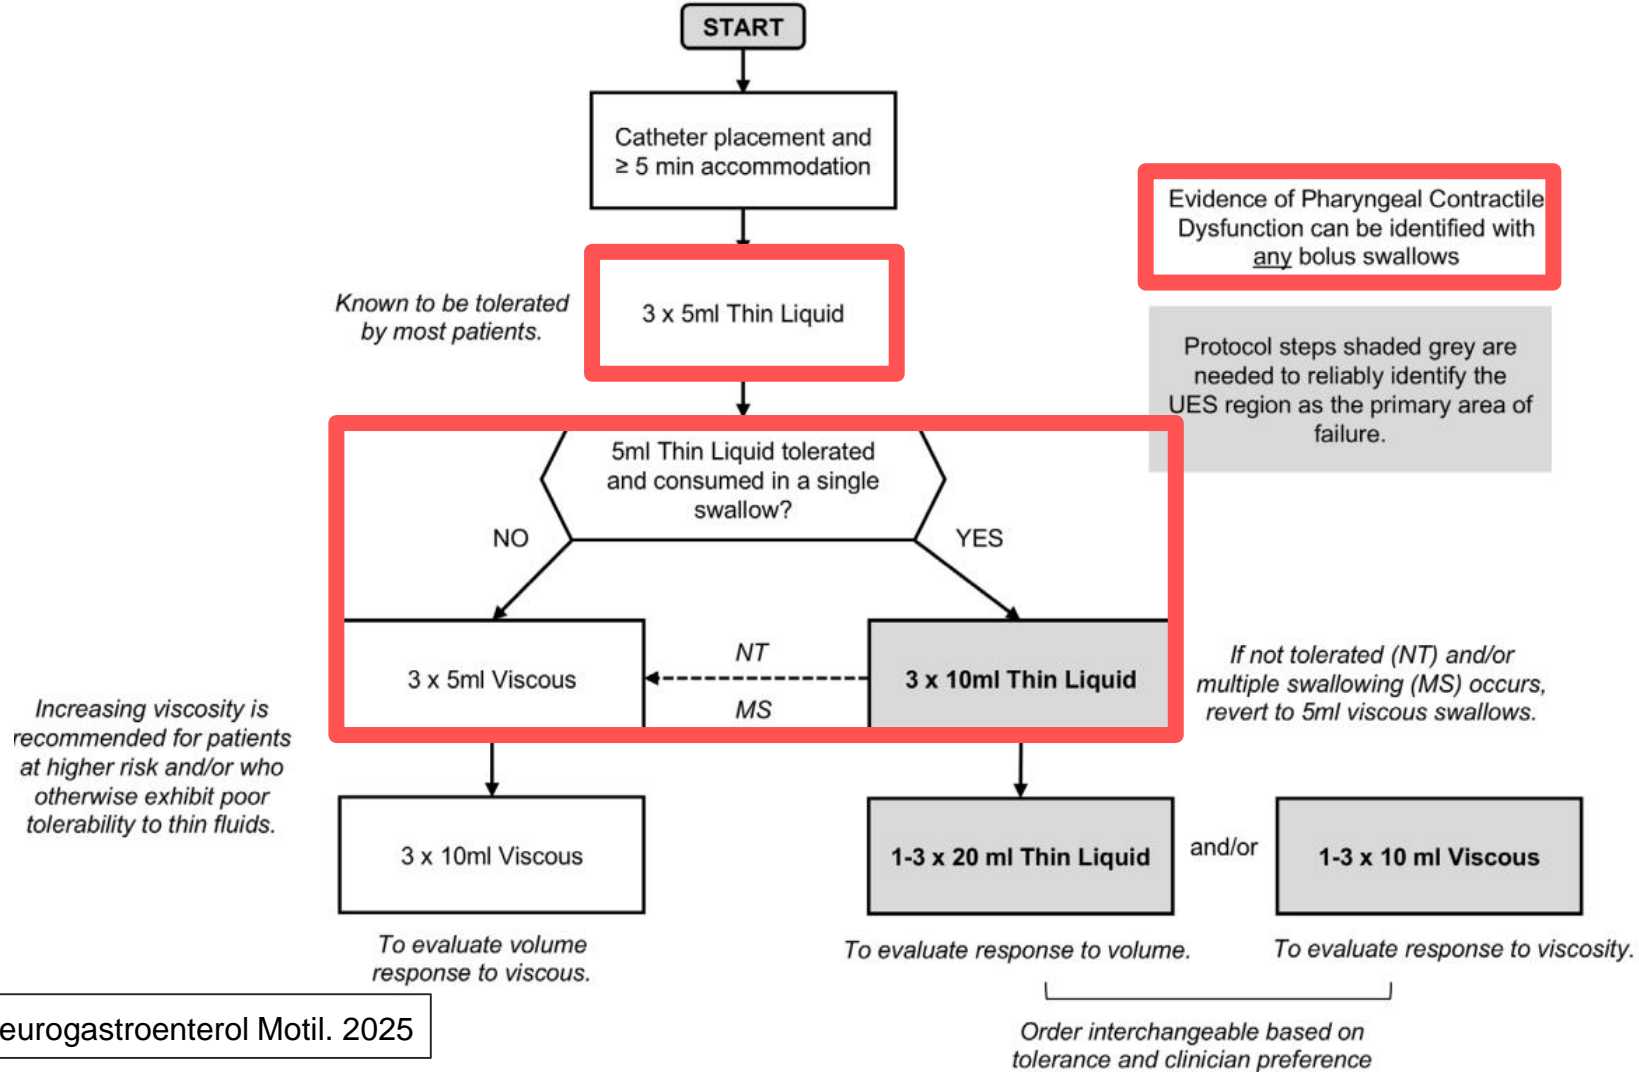 START
Catheter placement and
≥ 5 min accommodation
Evidence of Pharyngeal Contractile
Dysfunction can be identified with
any bolus swallows
Known to be tolerated
by most patients.
3 x 5ml Thin Liquid
Protocol steps shaded grey are
needed to reliably identify the
UES region as the primary area of
failure.
5ml Thin Liquid tolerated
and consumed in a single
swallow?
NO
YES
3 x 5ml Viscous
NT
MS
3 x 10ml Thin Liquid
If not tolerated (NT) and/or
multiple swallowing (MS) occurs,
revert to 5ml viscous swallows.
Increasing viscosity is
recommended for patients
at higher risk and/or who
otherwise exhibit poor
tolerability to thin fluids.
3 x 10ml Viscous
1-3 x 20 ml Thin Liquid
and/or
1-3 x 10 ml Viscous
To evaluate volume
response to viscous.
To evaluate response to volume.
To evaluate response to viscosity.
eurogastroenterol Motil. 2025
Order interchangeable based on
tolerance and clinician preference